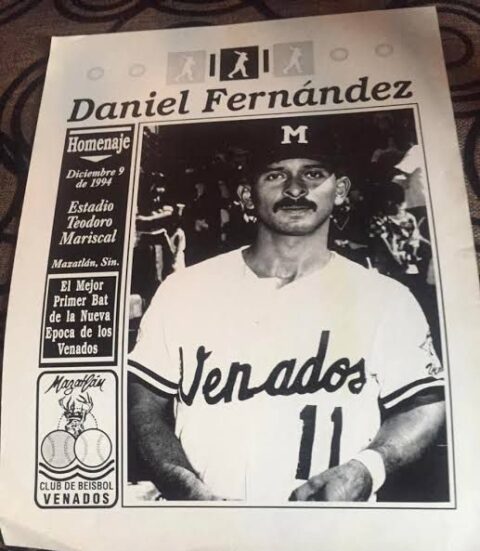 Daniel Fernández
Homenaje
Diciembre 9
de 1994
Estadio
Teodoro
Mariscal
Mazatlán, Sin.
El Mejor
Primer Bat
de la Nueva
Epoca de los
Venados
Mazatlán
CLUB DE BEISBOL
VENADOS
M
Venados
11